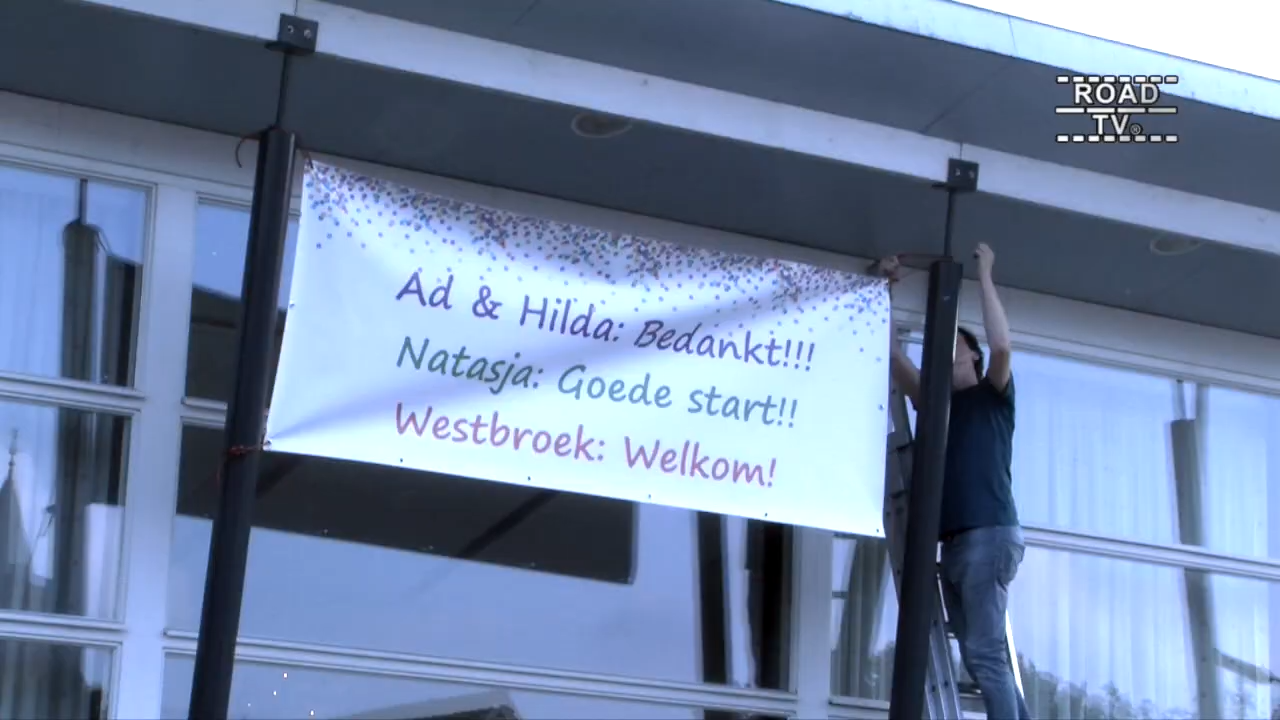 ROAD
TV®
Ad & Hilda: Bedankt!!!
Natasja: Goede start!!
Westbroek: Welkom!